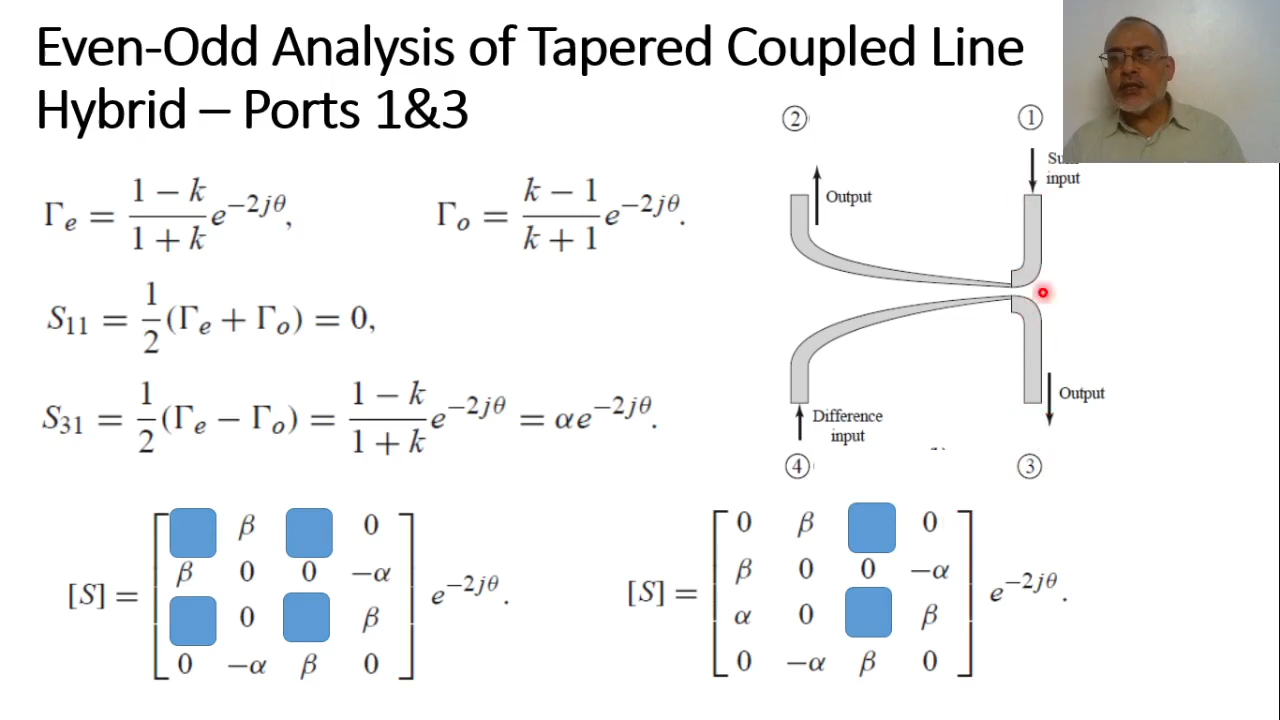 Even-Odd Analysis of Tapered Coupled Line
Hybrid – Ports 1&3
Γe = (1 − k)/(1 + k) e^−2jθ,
Γo = (k − 1)/(k + 1) e^−2jθ.
S11 = 1/2 (Γe + Γo) = 0,
S31 = 1/2 (Γe − Γo) = (1 − k)/(1 + k) e^−2jθ = αe^−2jθ.
② ①
input
Output
Output
Difference
input
④ ③
[S] =
β 0
β 0 0 −α
0 β
0 −α β 0
e^−2jθ.
[S] =
0 β 0
β 0 0 −α
α 0 β
0 −α β 0
e^−2jθ.